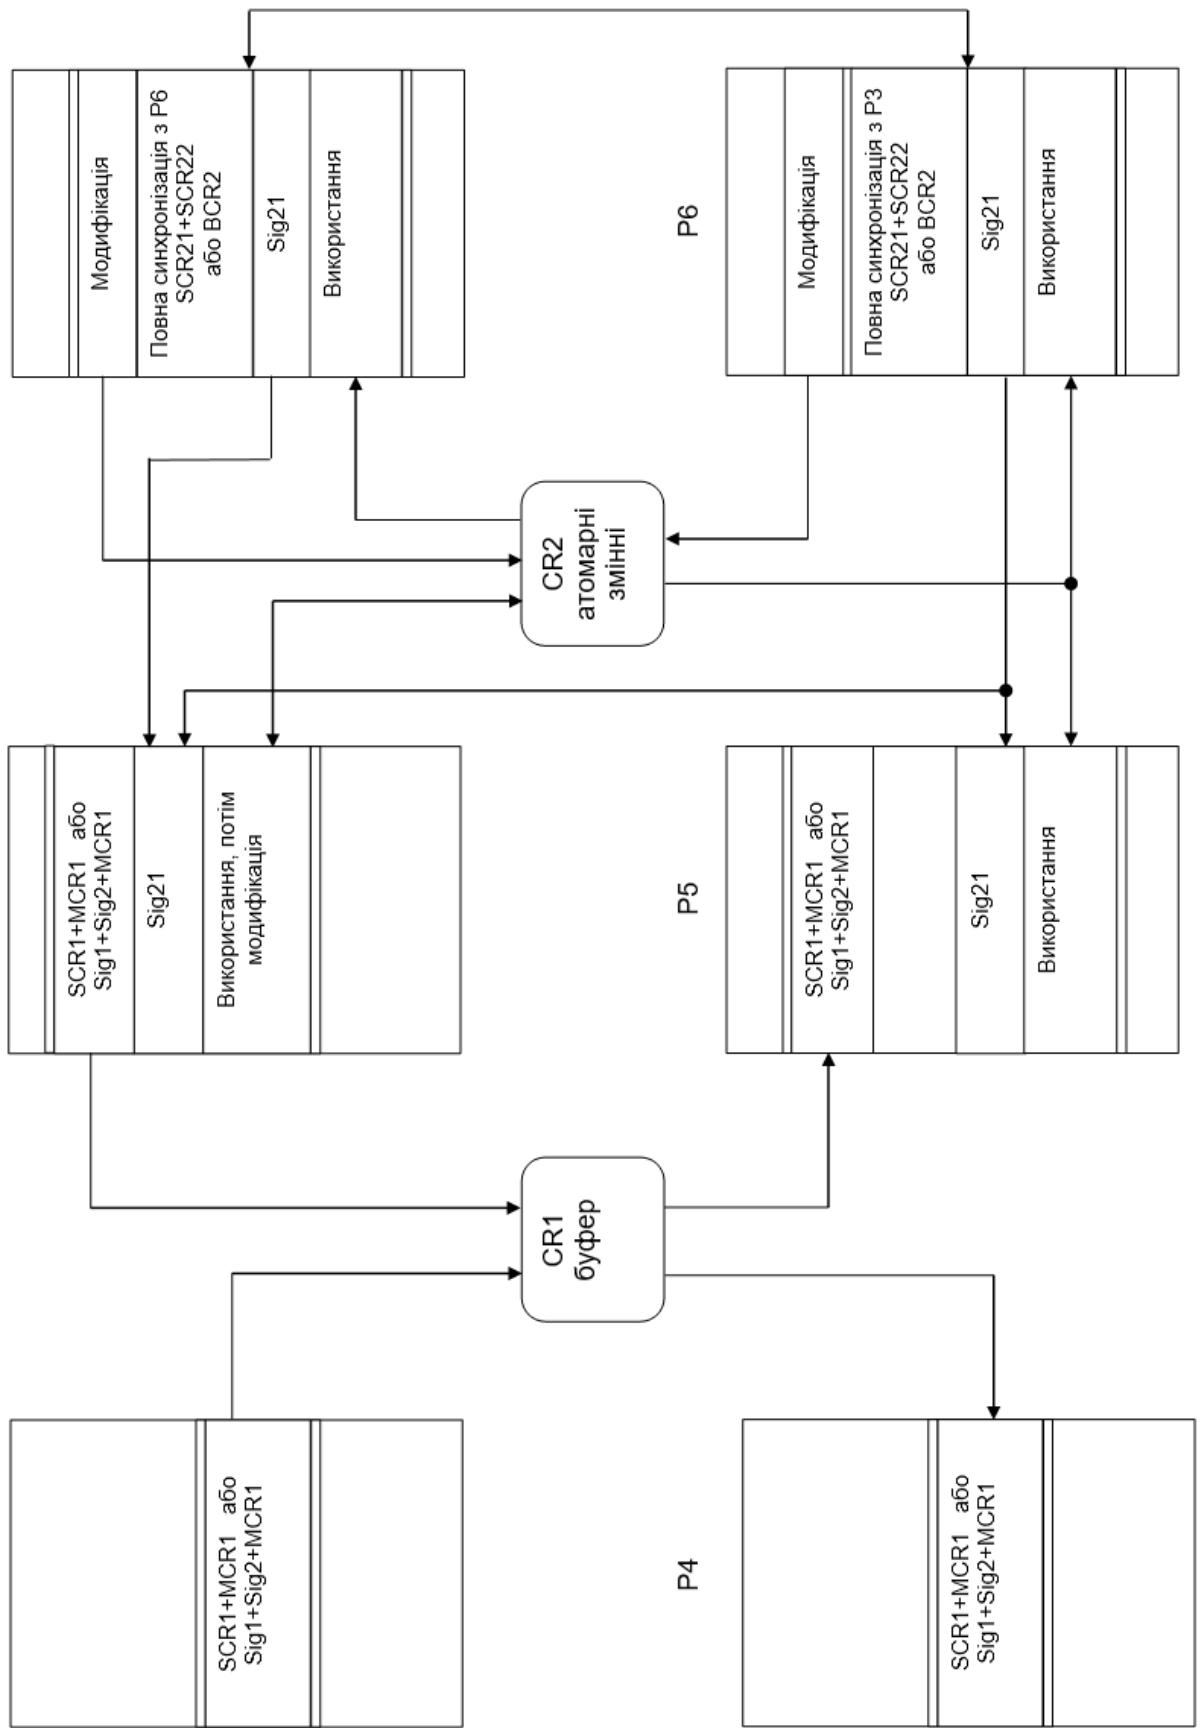 SCR1+MCR1 або
Sig1+Sig2+MCR1
SCR1+MCR1 або
Sig1+Sig2+MCR1
Sig21
Використання, потім
модифікація
Модифікація
Повна синхронізація з P6
SCR21+SCR22
або BCR2
Sig21
Використання
CR1
буфер
CR2
атомарні
змінні
P4
P5
P6
SCR1+MCR1 або
Sig1+Sig2+MCR1
SCR1+MCR1 або
Sig1+Sig2+MCR1
Sig21
Використання
Модифікація
Повна синхронізація з P3
SCR21+SCR22
або BCR2
Sig21
Використання